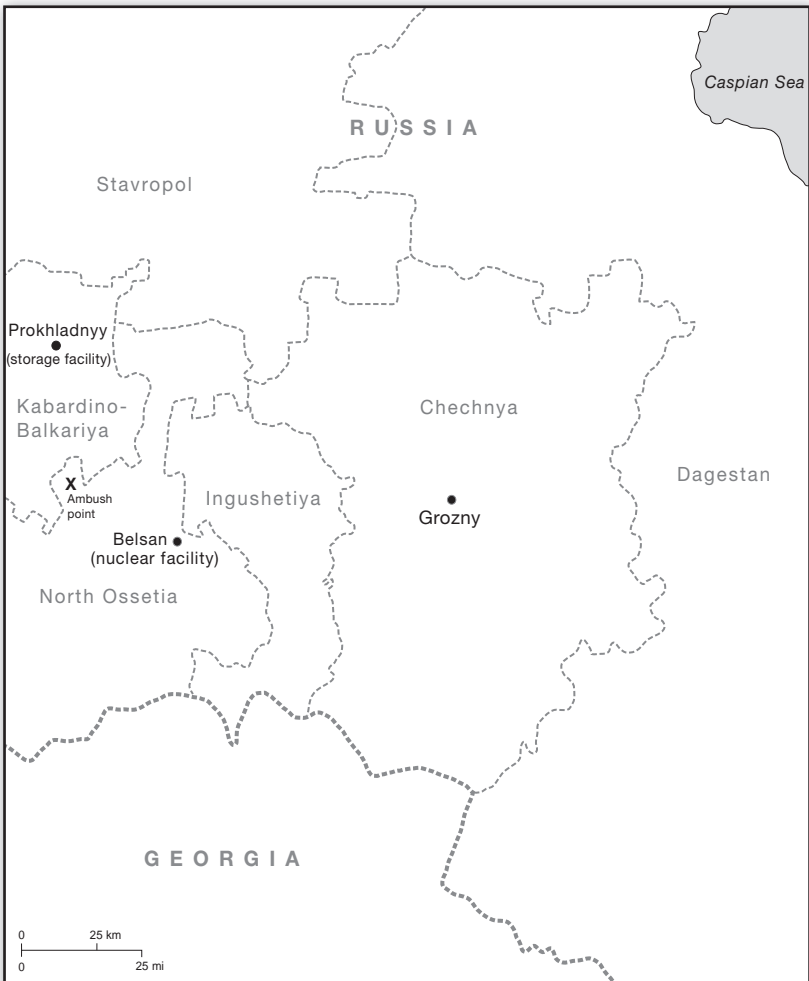 Caspian Sea
RUSSIA
Stavropol
Prokhladnyy
(storage facility)
Kabardino-
Balkariya
Chechnya
Dagestan
X
Ambush
point
Ingushetiya
Grozny
Belsan
(nuclear facility)
North Ossetia
GEORGIA
0 25 km
0 25 mi